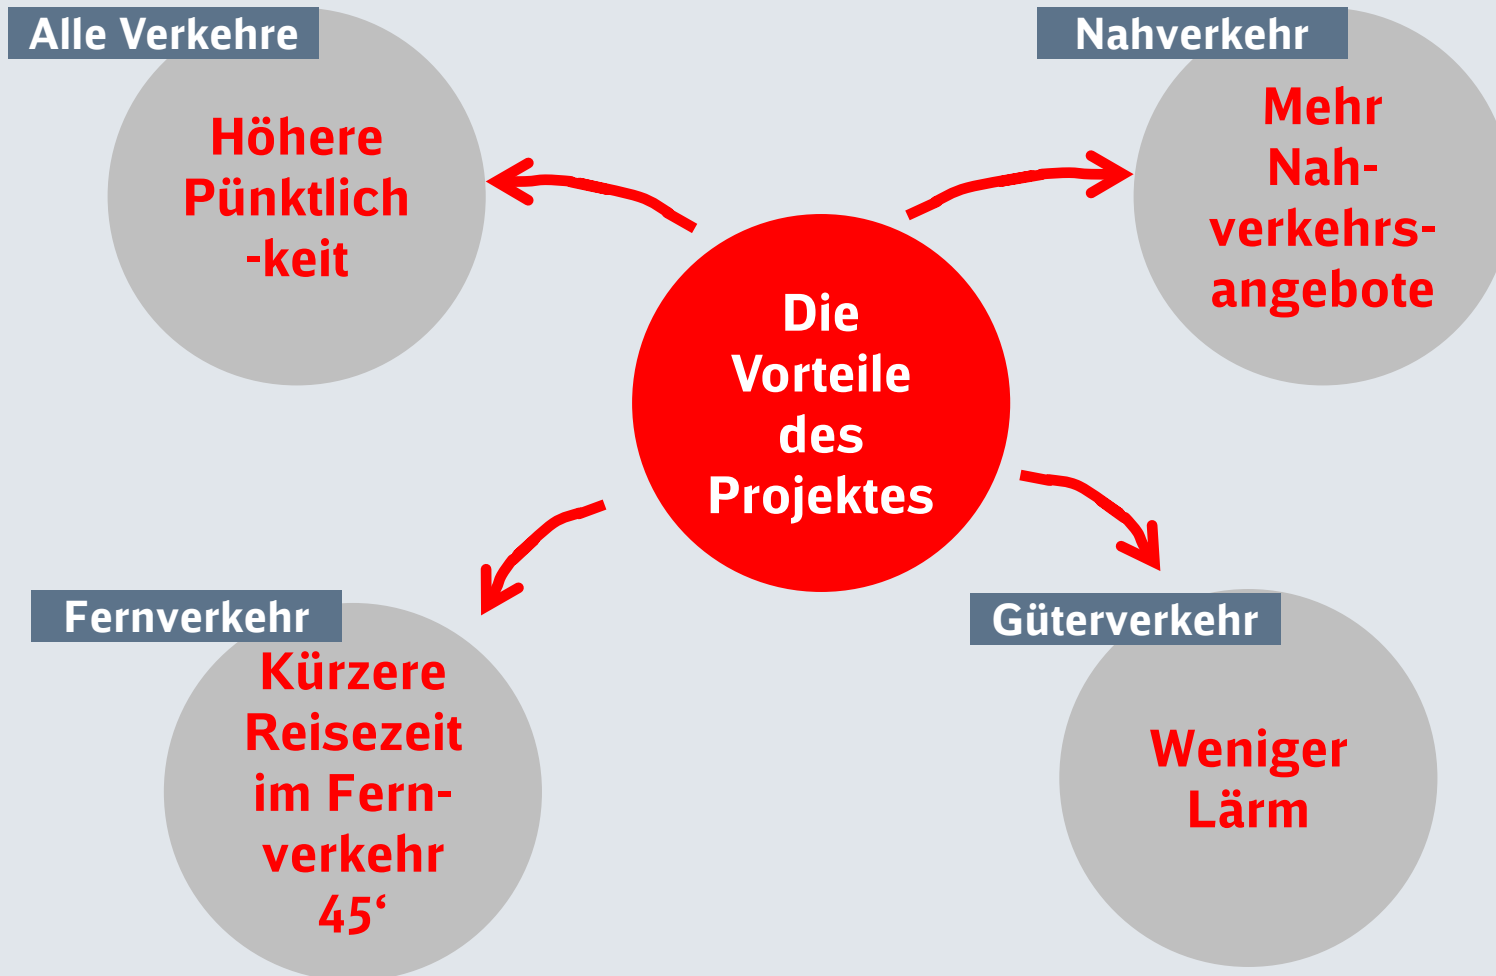 Alle Verkehre
Höhere
Pünktlich
-keit
Nahverkehr
Mehr
Nah-
verkehrs-
angebote
Die
Vorteile
des
Projektes
Fernverkehr
Kürzere
Reisezeit
im Fern-
verkehr
45‘
Güterverkehr
Weniger
Lärm